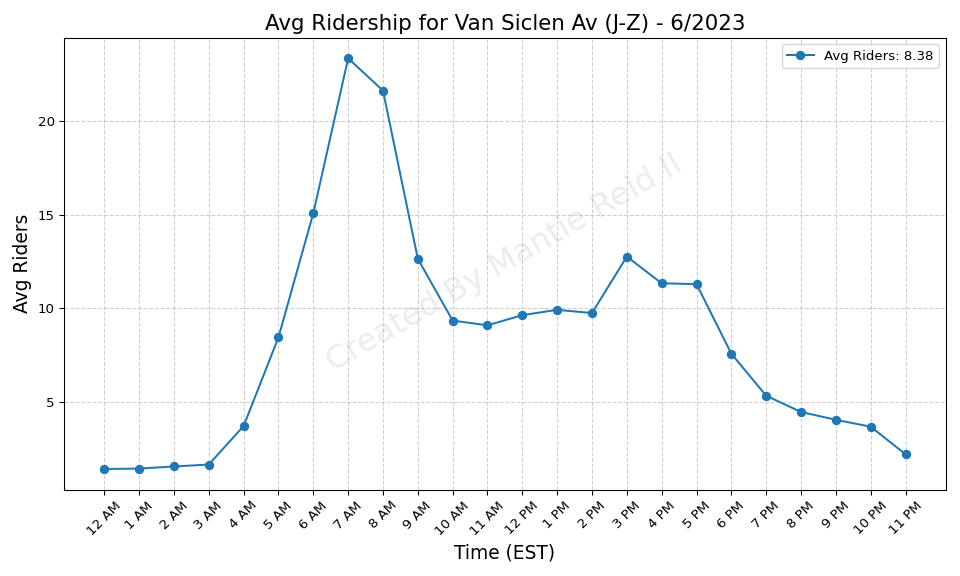 Avg Ridership for Van Siclen Av (J-Z) - 6/2023
Avg Riders: 8.38
20
15
10
5
Avg Riders
Created By Mantle Reid II
12 AM
1 AM
2 AM
3 AM
4 AM
5 AM
6 AM
7 AM
8 AM
9 AM
10 AM
11 AM
12 PM
1 PM
2 PM
3 PM
4 PM
5 PM
6 PM
7 PM
8 PM
9 PM
10 PM
11 PM
Time (EST)